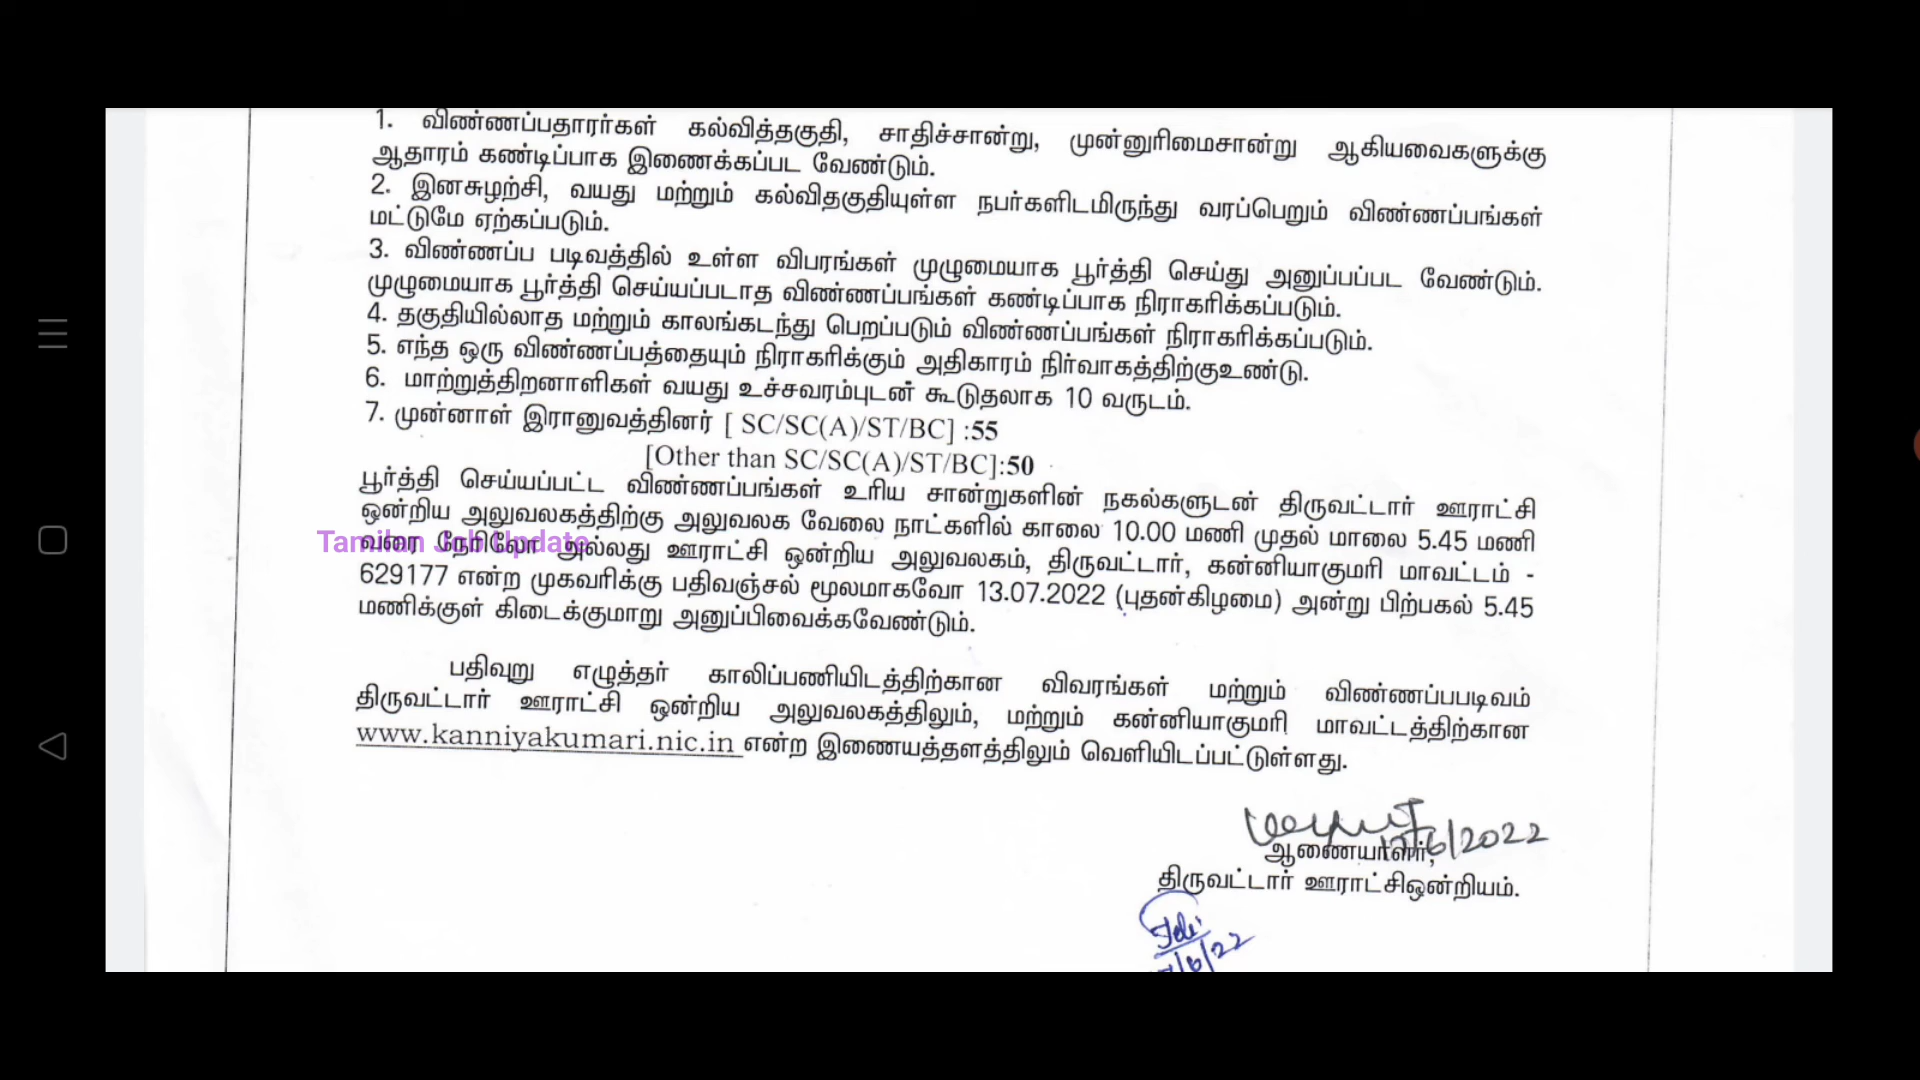 1. விண்ணப்பதாரர்கள் கல்வித்தகுதி, சாதிச்சான்று, முன்னுரிமைசான்று ஆகியவைகளுக்கு
ஆதாரம் கண்டிப்பாக இணைக்கப்பட வேண்டும்.
2. இனசுழற்சி, வயது மற்றும் கல்விதகுதியுள்ள நபர்களிடமிருந்து வரப்பெறும் விண்ணப்பங்கள்
மட்டுமே ஏற்கப்படும்.
3. விண்ணப்ப படிவத்தில் உள்ள விபரங்கள் முழுமையாக பூர்த்தி செய்து அனுப்பப்பட வேண்டும்.
முழுமையாக பூர்த்தி செய்யப்படாத விண்ணப்பங்கள் கண்டிப்பாக நிராகரிக்கப்படும்.
4. தகுதியில்லாத மற்றும் காலங்கடந்து பெறப்படும் விண்ணப்பங்கள் நிராகரிக்கப்படும்.
5. எந்த ஒரு விண்ணப்பத்தையும் நிராகரிக்கும் அதிகாரம் நிர்வாகத்திற்குஉண்டு.
6. மாற்றுத்திறனாளிகள் வயது உச்சவரம்புடன் கூடுதலாக 10 வருடம்.
7. முன்னாள் இரானுவத்தினர் [ SC/SC(A)/ST/BC] :55
[Other than SC/SC(A)/ST/BC]:50
பூர்த்தி செய்யப்பட்ட விண்ணப்பங்கள் உரிய சான்றுகளின் நகல்களுடன் திருவட்டார் ஊராட்சி
ஒன்றிய அலுவலகத்திற்கு அலுவலக வேலை நாட்களில் காலை 10.00 மணி முதல் மாலை 5.45 மணி
வரை நேரிலோ அல்லது ஊராட்சி ஒன்றிய அலுவலகம், திருவட்டார், கன்னியாகுமரி மாவட்டம் -
Tamilan Job Update
629177 என்ற முகவரிக்கு பதிவஞ்சல் மூலமாகவோ 13.07.2022 (புதன்கிழமை) அன்று பிற்பகல் 5.45
மணிக்குள் கிடைக்குமாறு அனுப்பிவைக்கவேண்டும்.
பதிவுறு எழுத்தர் காலிப்பணியிடத்திற்கான விவரங்கள் மற்றும் விண்ணப்பபடிவம்
திருவட்டார் ஊராட்சி ஒன்றிய அலுவலகத்திலும், மற்றும் கன்னியாகுமரி மாவட்டத்திற்கான
www.kanniyakumari.nic.in என்ற இணையத்தளத்திலும் வெளியிடப்பட்டுள்ளது.
ஆணையாளர்,
திருவட்டார் ஊராட்சிஒன்றியம்.